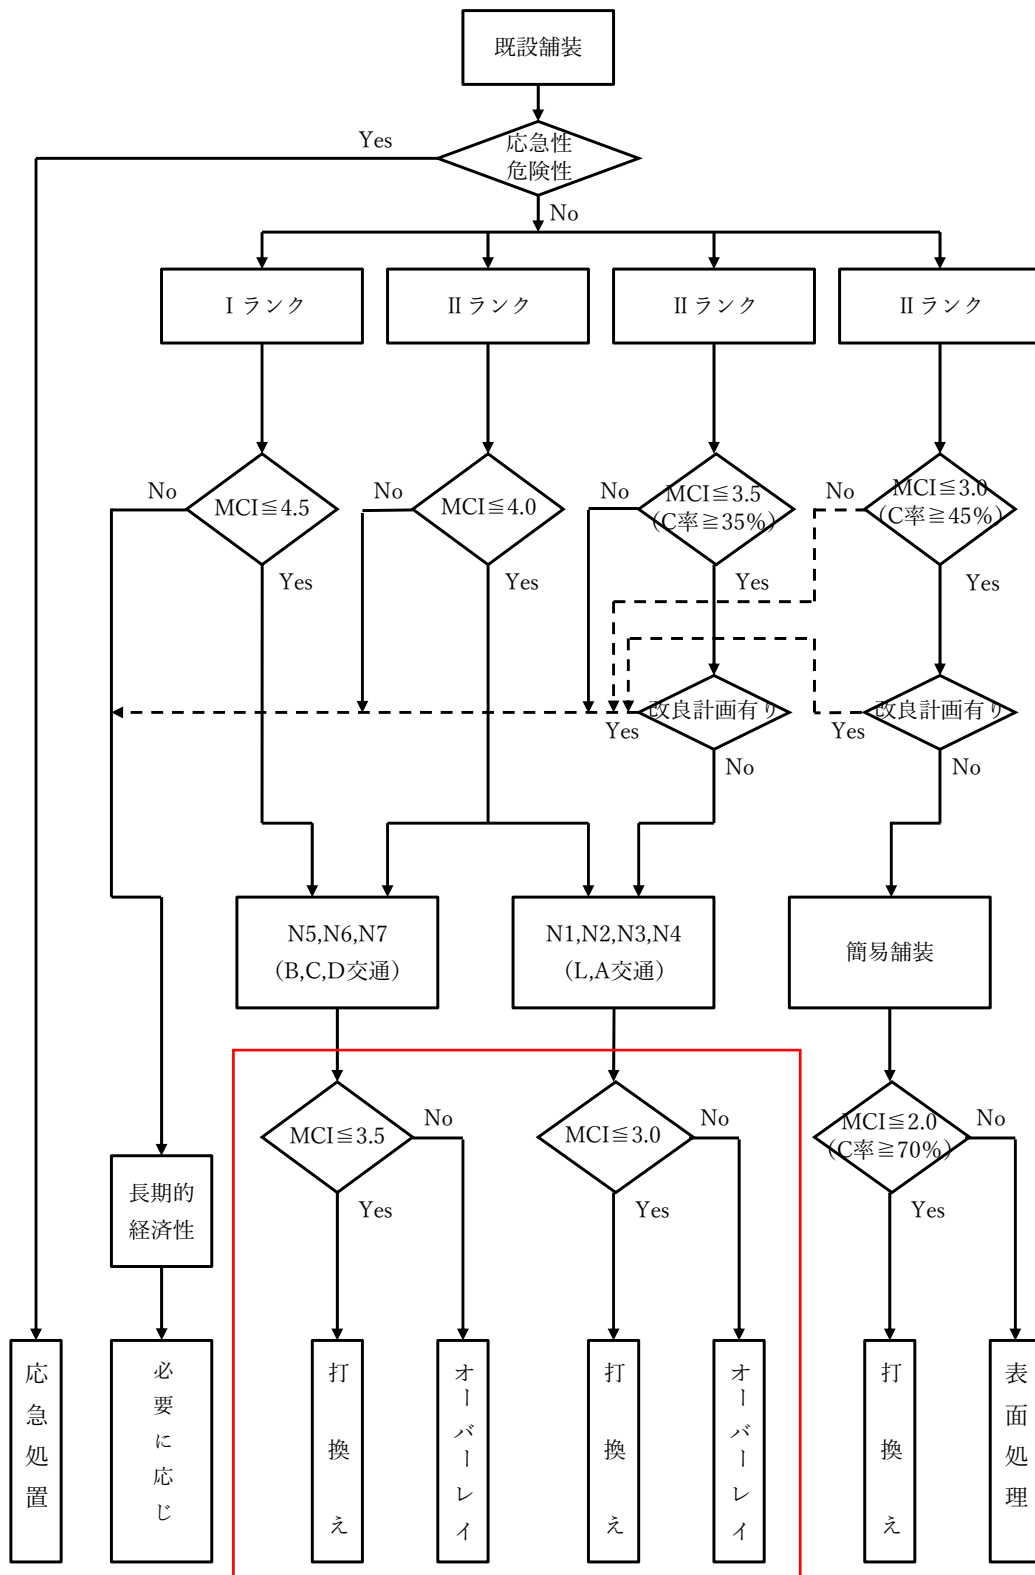 既設舗装
Yes
応急性
危険性
No
Ⅰランク
Ⅱランク
Ⅱランク
Ⅱランク
No
MCI≦4.5
No
MCI≦4.0
No
MCI≦3.5
(C率≧35%)
No
MCI≦3.0
(C率≧45%)
Yes
Yes
Yes
Yes
改良計画有り
Yes
No
改良計画有り
Yes
No
N5,N6,N7
(B,C,D交通)
N1,N2,N3,N4
(L,A交通)
簡易舗装
MCI≦3.5
No
Yes
MCI≦3.0
No
Yes
MCI≦2.0
(C率≧70%)
No
Yes
長期的
経済性
応急処置
必要に応じ
打換え
オーバーレイ
打換え
オーバーレイ
打換え
表面処理